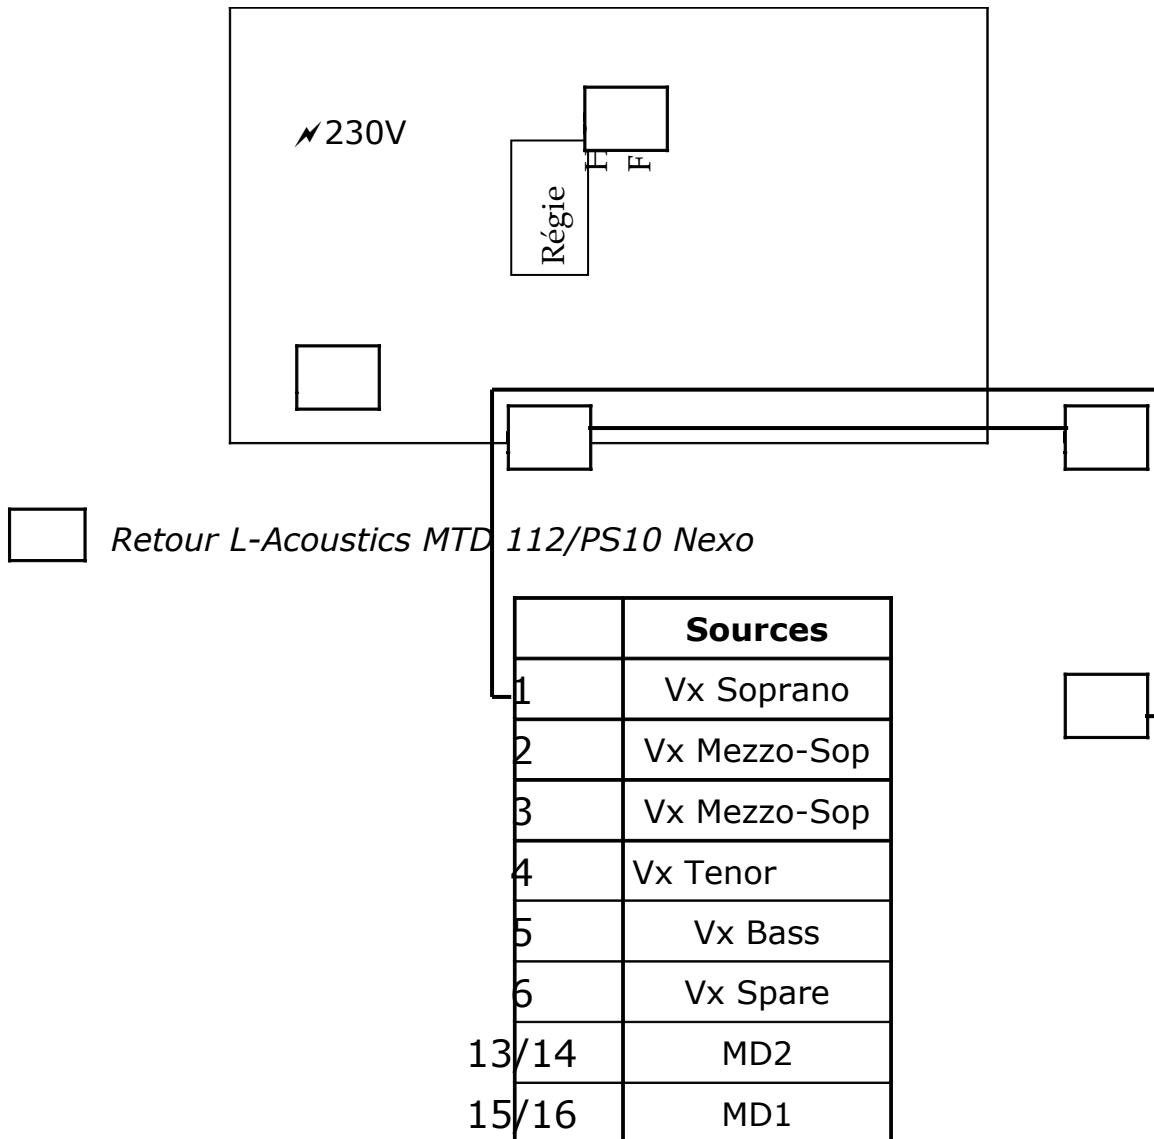 230V
H
F
Régie
Retour L-Acoustics MTD 112/PS10 Nexo
Sources
1 Vx Soprano
2 Vx Mezzo-Sop
3 Vx Mezzo-Sop
4 Vx Tenor
5 Vx Bass
6 Vx Spare
13/14 MD2
15/16 MD1